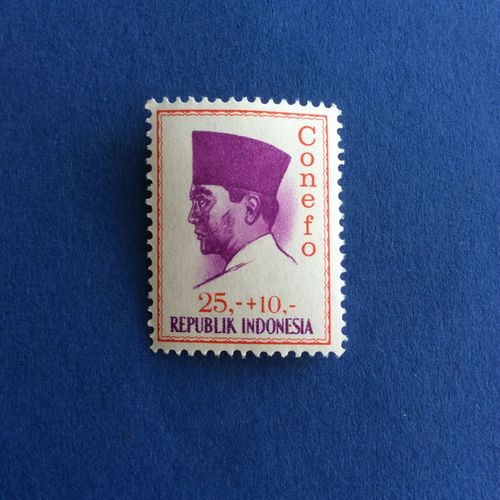 Conefo
25,-+10,-
REPUBLIK INDONESIA